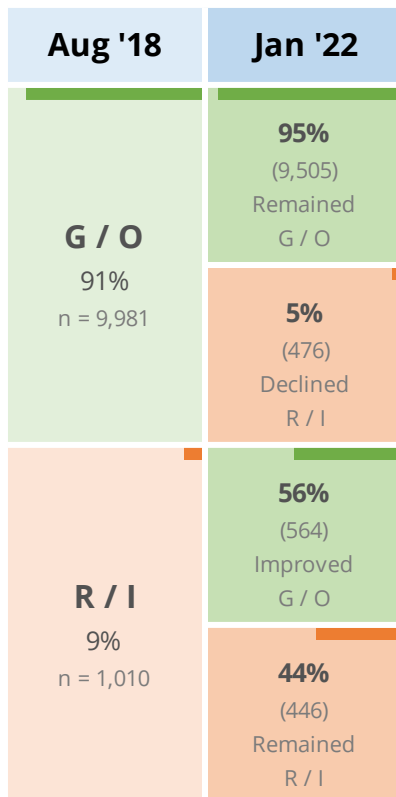 Aug '18
Jan '22
G / O
91%
n = 9,981
95%
(9,505)
Remained
G / O
5%
(476)
Declined
R / I
R / I
9%
n = 1,010
56%
(564)
Improved
G / O
44%
(446)
Remained
R / I